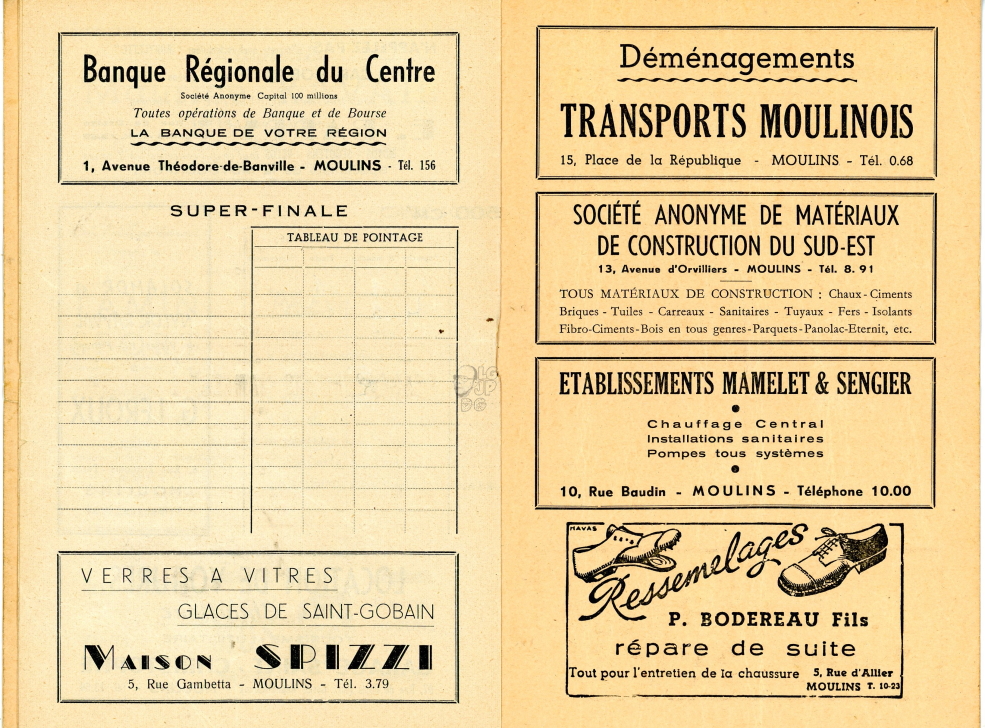 Banque Régionale du Centre
Société Anonyme Capital 100 millions
Toutes opérations de Banque et de Bourse
LA BANQUE DE VOTRE RÉGION
1, Avenue Théodore-de-Banville - MOULINS - Tél. 156
SUPER-FINALE
TABLEAU DE POINTAGE
VERRES A VITRES
GLACES DE SAINT-GOBAIN
MAISON SPIZZI
5, Rue Gambetta - MOULINS - Tél. 3.79
Déménagements
TRANSPORTS MOULINOIS
15, Place de la République - MOULINS - Tél. 0.68
SOCIÉTÉ ANONYME DE MATÉRIAUX
DE CONSTRUCTION DU SUD-EST
13, Avenue d'Orvilliers - MOULINS - Tél. 8.91
TOUS MATÉRIAUX DE CONSTRUCTION : Chaux-Ciments
Briques - Tuiles - Carreaux - Sanitaires - Tuyaux - Fers - Isolants
Fibro-Ciments-Bois en tous genres-Parquets-Panolac-Eternit, etc.
ETABLISSEMENTS MAMELET & SENGIER
Chauffage Central
Installations sanitaires
Pompes tous systèmes
10, Rue Baudin - MOULINS - Téléphone 10.00
HAVAS
Ressemelages
P. BODEREAU Fils
répare de suite
Tout pour l'entretien de la chaussure 5, Rue d'Allier
MOULINS T. 10-23